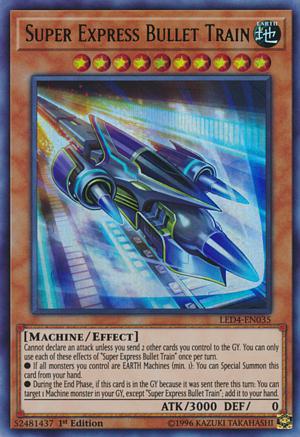 SUPER EXPRESS BULLET TRAIN
EARTH
地
LED4-EN035
[MACHINE/EFFECT]
Cannot declare an attack unless you send 2 other cards you control to the GY. You can only
use each of these effects of "Super Express Bullet Train" once per turn.
● If all monsters you control are EARTH Machines (min. 1): You can Special Summon this
card from your hand.
● During the End Phase, if this card is in the GY because it was sent there this turn: You can
target 1 Machine monster in your GY, except "Super Express Bullet Train"; add it to your hand.
ATK/3000 DEF/ 0
S2481437 1st Edition ©1996 KAZUKI TAKAHASHI